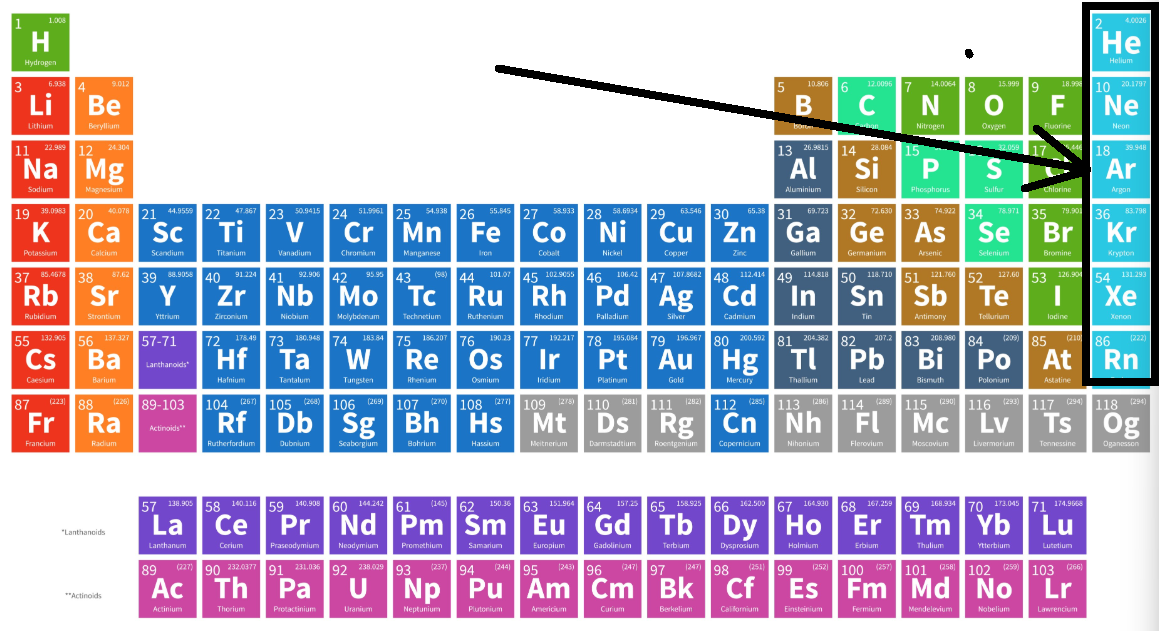 1 1.008 2 4.0026
H He
Hydrogen Helium
3 6.938 4 9.012 5 10.806 6 12.0096 7 14.0064 8 15.999 9 18.998 10 20.1797
Li Be B C N O F Ne
Lithium Beryllium Boron Carbon Nitrogen Oxygen Fluorine Neon
11 22.989 12 24.304 13 26.9815 14 28.084 15 16 32.059 17 18 39.948
Na Mg Al Si P S Ar
Sodium Magnesium Aluminium Silicon Phosphorus Sulfur Chlorine Argon
19 39.0983 20 40.078 21 44.9559 22 47.867 23 50.9415 24 51.9961 25 54.938 26 55.845 27 58.933 28 58.6934 29 63.546 30 65.38 31 69.723 32 72.630 33 74.922 34 78.971 35 79.901 36 83.798
K Ca Sc Ti V Cr Mn Fe Co Ni Cu Zn Ga Ge As Se Br Kr
Potassium Calcium Scandium Titanium Vanadium Chromium Manganese Iron Cobalt Nickel Copper Zinc Gallium Germanium Arsenic Selenium Bromine Krypton
37 85.4678 38 87.62 39 88.9058 40 91.224 41 92.906 42 95.95 43 (98) 44 101.07 45 102.9055 46 106.42 47 107.8682 48 112.414 49 114.818 50 118.710 51 121.760 52 127.60 53 126.904 54 131.293
Rb Sr Y Zr Nb Mo Tc Ru Rh Pd Ag Cd In Sn Sb Te I Xe
Rubidium Strontium Yttrium Zirconium Niobium Molybdenum Technetium Ruthenium Rhodium Palladium Silver Cadmium Indium Tin Antimony Tellurium Iodine Xenon
55 132.905 56 137.327 57-71 72 178.49 73 180.948 74 183.84 75 186.207 76 190.23 77 192.217 78 195.084 79 196.967 80 200.592 81 204.382 82 207.2 83 208.980 84 (209) 85 (210) 86 (222)
Cs Ba Lanthanoids* Hf Ta W Re Os Ir Pt Au Hg Tl Pb Bi Po At Rn
Caesium Barium Hafnium Tantalum Tungsten Rhenium Osmium Iridium Platinum Gold Mercury Thallium Lead Bismuth Polonium Astatine Radon
87 (223) 88 (226) 89-103 104 (267) 105 (268) 106 (269) 107 (270) 108 (277) 109 (278) 110 (281) 111 (282) 112 (285) 113 (286) 114 (289) 115 (290) 116 (293) 117 (294) 118 (294)
Fr Ra Actinoids** Rf Db Sg Bh Hs Mt Ds Rg Cn Nh Fl Mc Lv Ts Og
Francium Radium Rutherfordium Dubnium Seaborgium Bohrium Hassium Meitnerium Darmstadtium Roentgenium Copernicium Nihonium Flerovium Moscovium Livermorium Tennessine Oganesson
57 138.905 58 140.116 59 140.908 60 144.242 61 (145) 62 150.36 63 151.964 64 157.25 65 158.925 66 162.500 67 164.930 68 167.259 69 168.934 70 173.045 71 174.9668
*Lanthanoids La Ce Pr Nd Pm Sm Eu Gd Tb Dy Ho Er Tm Yb Lu
Lanthanum Cerium Praseodymium Neodymium Promethium Samarium Europium Gadolinium Terbium Dysprosium Holmium Erbium Thulium Ytterbium Lutetium
89 (227) 90 232.0377 91 231.036 92 238.029 93 (237) 94 (244) 95 (243) 96 (247) 97 (247) 98 (251) 99 (252) 100 (257) 101 (258) 102 (259) 103 (266)
**Actinoids Ac Th Pa U Np Pu Am Cm Bk Cf Es Fm Md No Lr
Actinium Thorium Protactinium Uranium Neptunium Plutonium Americium Curium Berkelium Californium Einsteinium Fermium Mendelevium Nobelium Lawrencium